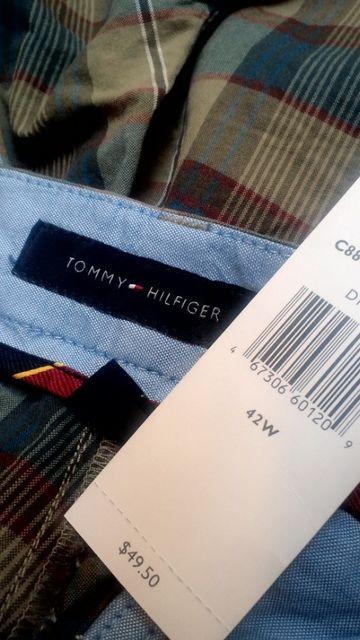 TOMMY HILFIGER
C88
D
4 67306 60120 9
42W
$49.50